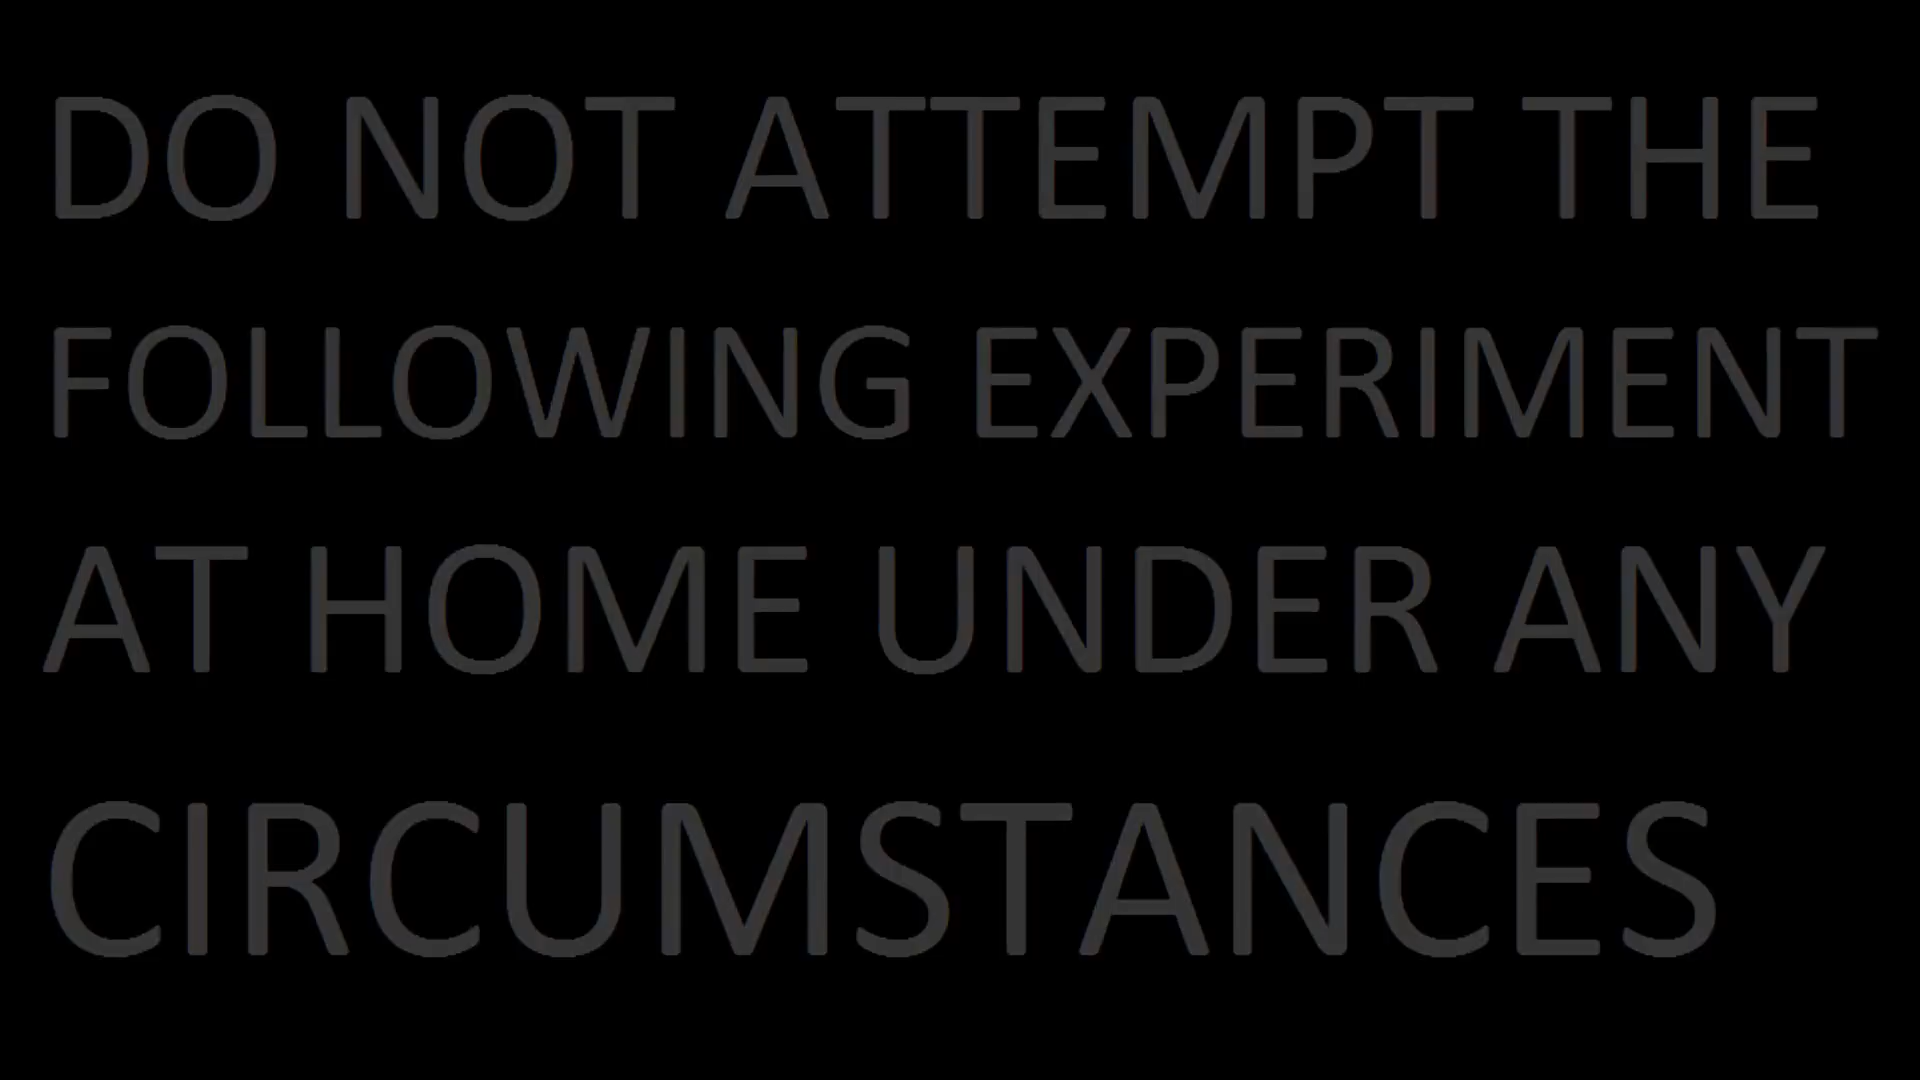 DO NOT ATTEMPT THE
FOLLOWING EXPERIMENT
AT HOME UNDER ANY
CIRCUMSTANCES